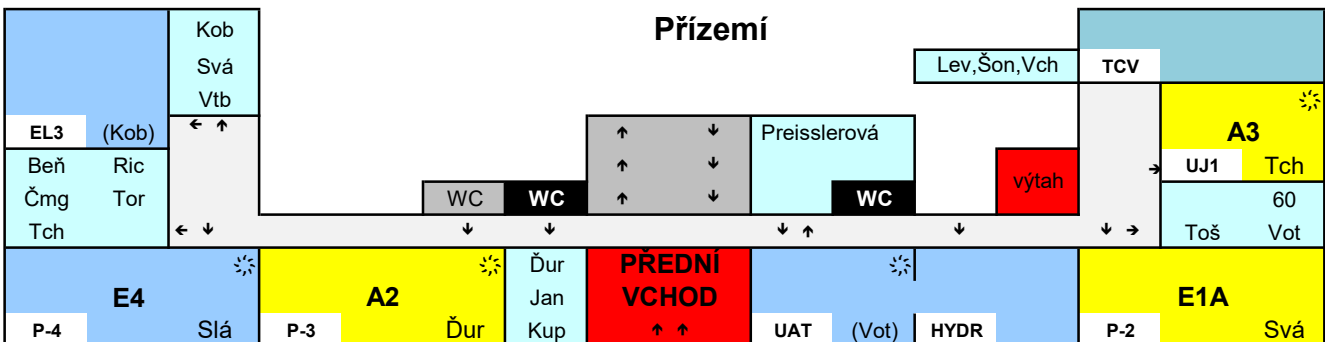 Přízemí
Kob
Svá
Vtb
Lev,Šon,Vch
TCV
EL3 (Kob)
Beň Ric
Čmg Tor
Tch
WC
WC
Preisslerová
WC
výtah
A3
UJ1 Tch
60
Toš Vot
E4
P-4 Slá
A2
P-3 Ďur
Ďur
Jan
Kup
PŘEDNÍ
VCHOD
UAT (Vot)
HYDR
E1A
P-2 Svá